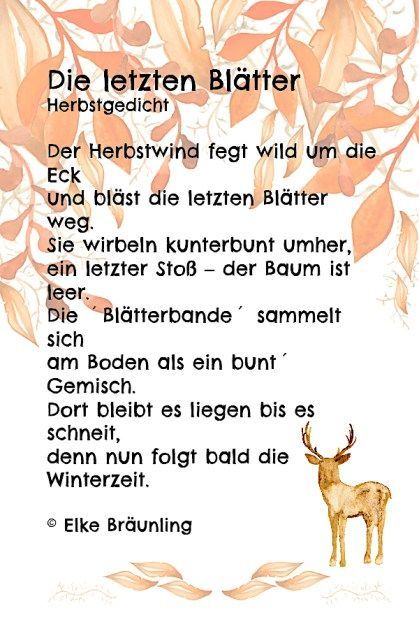 Die letzten Blätter
Herbstgedicht
Der Herbstwind fegt wild um die
Eck
und bläst die letzten Blätter
weg.
Sie wirbeln kunterbunt umher,
ein letzter Stoß – der Baum ist
leer.
Die ´Blätterbande´ sammelt
sich
am Boden als ein bunt´
Gemisch.
Dort bleibt es liegen bis es
schneit,
denn nun folgt bald die
Winterzeit.
© Elke Bräunling